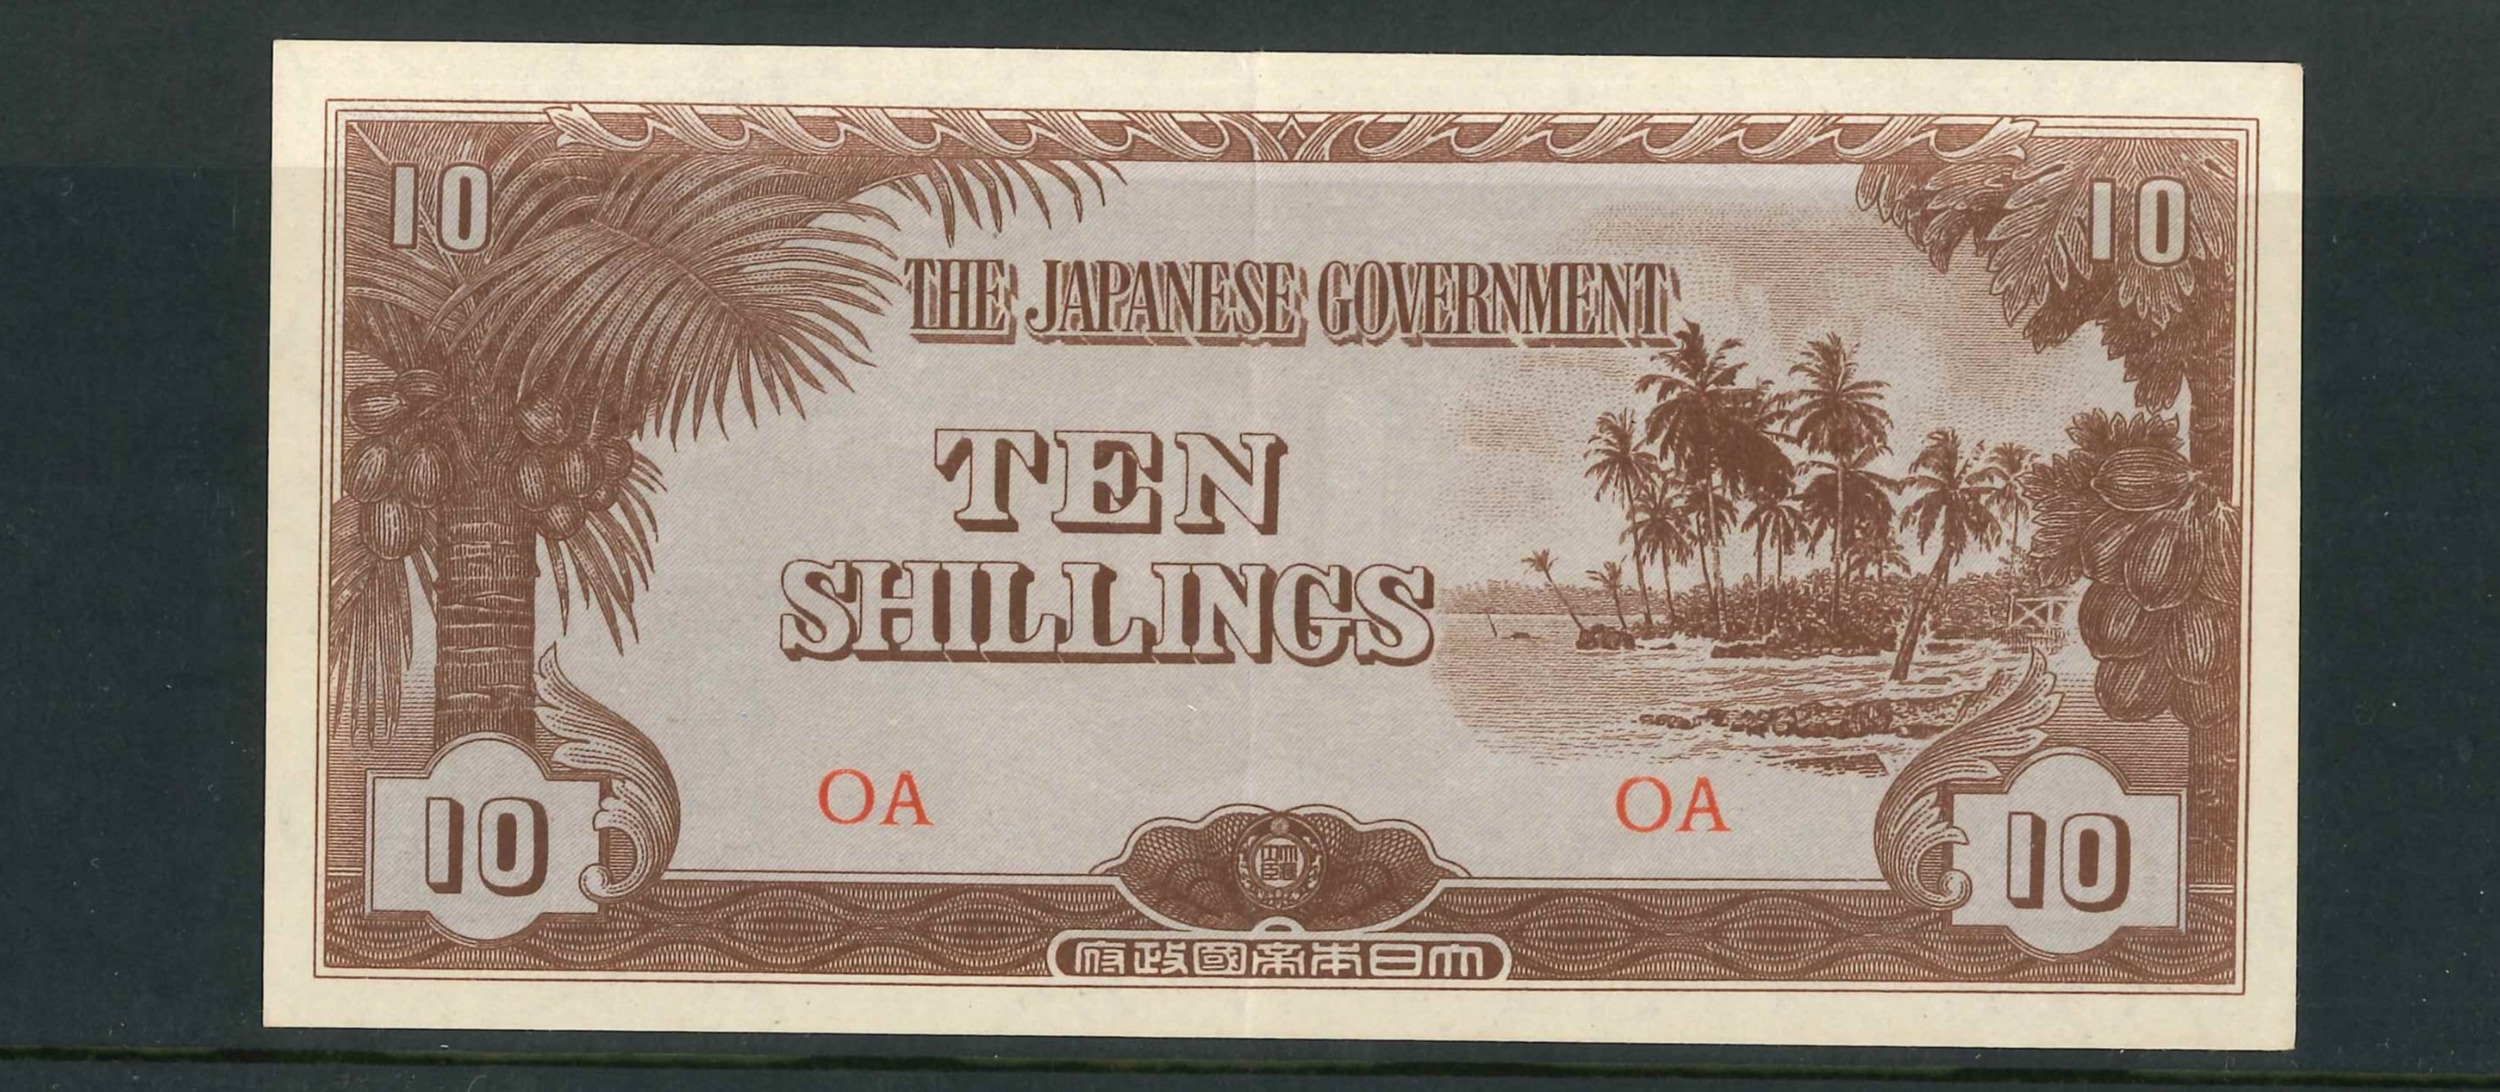 10 10
THE JAPANESE GOVERNMENT
TEN
SHILLINGS
OA OA
10 10
府政國帝本日大